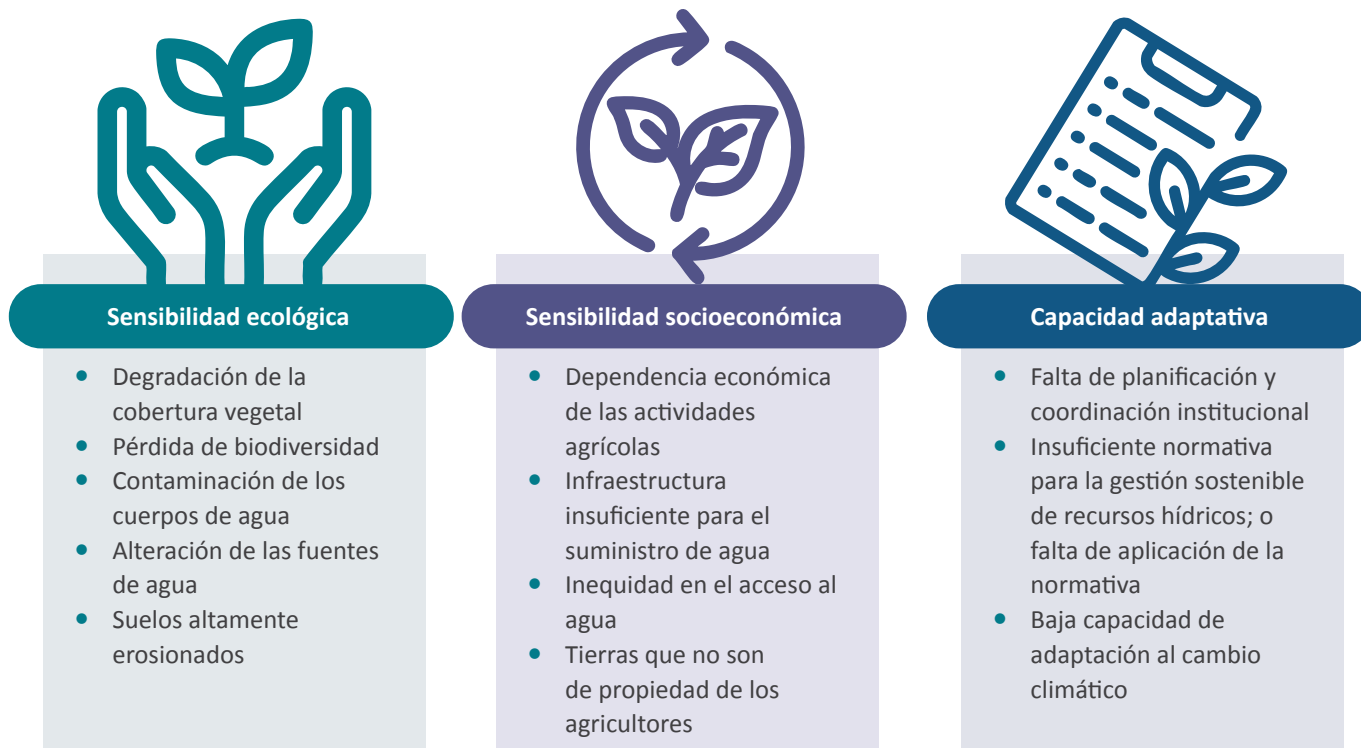 Sensibilidad ecológica
• Degradación de la
cobertura vegetal
• Pérdida de biodiversidad
• Contaminación de los
cuerpos de agua
• Alteración de las fuentes
de agua
• Suelos altamente
erosionados
Sensibilidad socioeconómica
• Dependencia económica
de las actividades
agrícolas
• Infraestructura
insuficiente para el
suministro de agua
• Inequidad en el acceso al
agua
• Tierras que no son
de propiedad de los
agricultores
Capacidad adaptativa
• Falta de planificación y
coordinación institucional
• Insuficiente normativa
para la gestión sostenible
de recursos hídricos; o
falta de aplicación de la
normativa
• Baja capacidad de
adaptación al cambio
climático